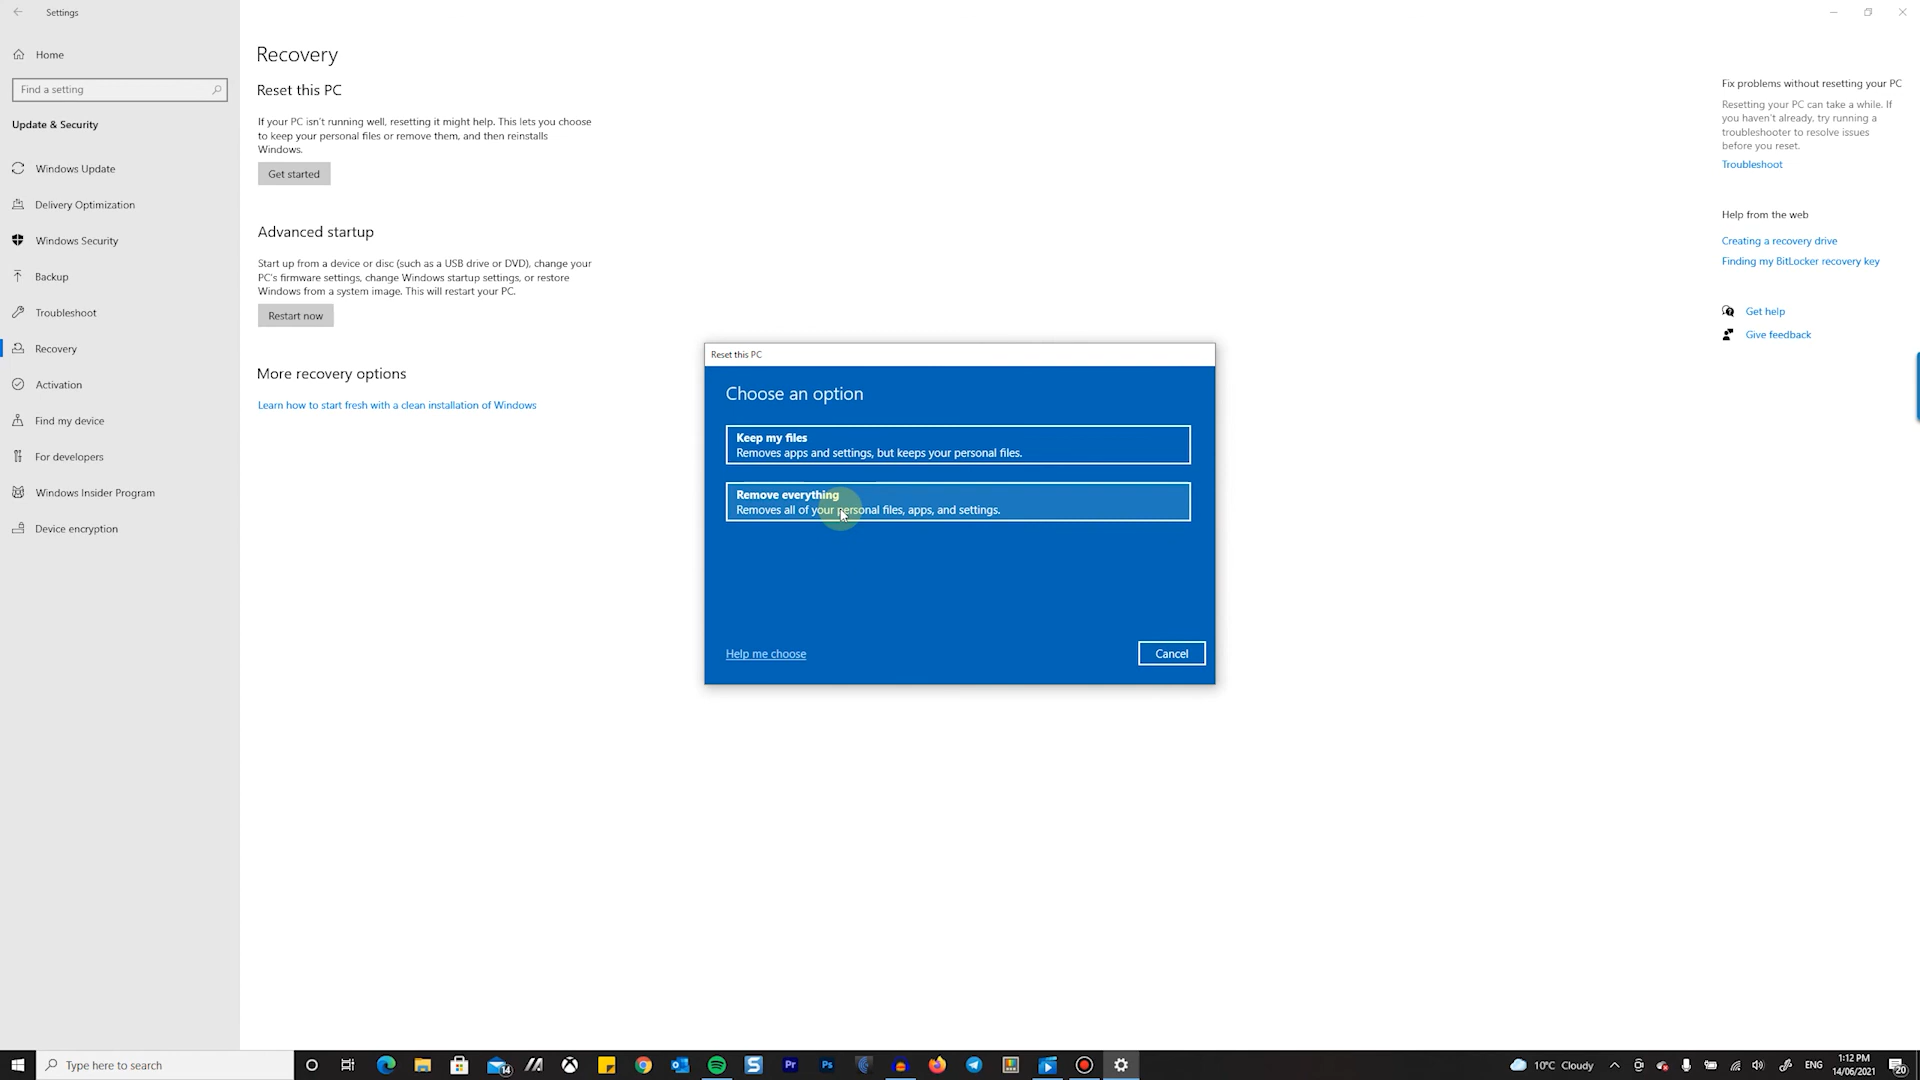 Settings
Home
Find a setting
Update & Security
Windows Update
Delivery Optimization
Windows Security
Backup
Troubleshoot
Recovery
Activation
Find my device
For developers
Windows Insider Program
Device encryption
Recovery
Reset this PC
If your PC isn't running well, resetting it might help. This lets you choose
to keep your personal files or remove them, and then reinstalls
Windows.
Get started
Advanced startup
Start up from a device or disc (such as a USB drive or DVD), change your
PC's firmware settings, change Windows startup settings, or restore
Windows from a system image. This will restart your PC.
Restart now
More recovery options
Learn how to start fresh with a clean installation of Windows
Reset this PC
Choose an option
Keep my files
Removes apps and settings, but keeps your personal files.
Remove everything
Removes all of your personal files, apps, and settings.
Help me choose
Cancel
Fix problems without resetting your PC
Resetting your PC can take a while. If
you haven't already, try running a
troubleshooter to resolve issues
before you reset.
Troubleshoot
Help from the web
Creating a recovery drive
Finding my BitLocker recovery key
Get help
Give feedback
Type here to search
14
S
Pr
Ps
10°C Cloudy
ENG
1:12 PM
14/06/2021
20